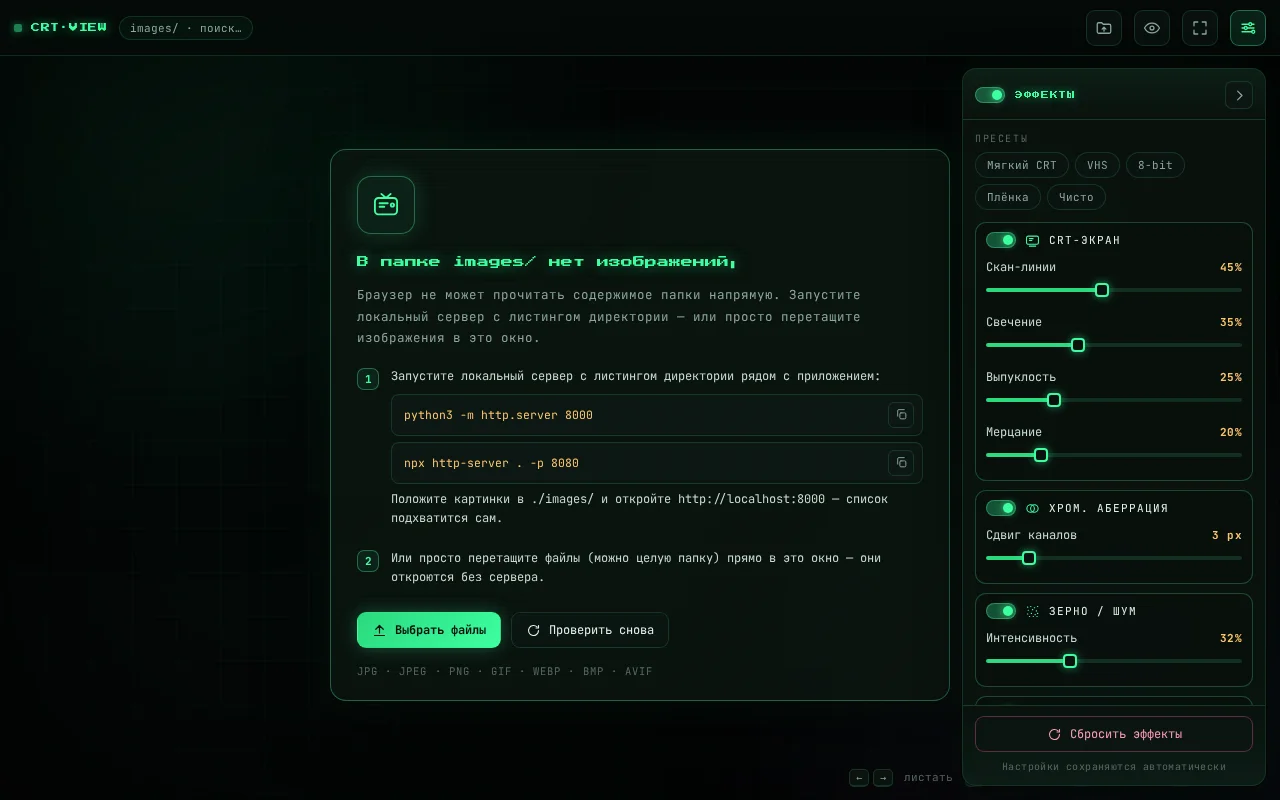 CRT·VIEW
images/ · поиск…
В папке images/ нет изображений
Браузер не может прочитать содержимое папки напрямую. Запустите
локальный сервер с листингом директории — или просто перетащите
изображения в это окно.
1
Запустите локальный сервер с листингом директории рядом с приложением:
python3 -m http.server 8000
npx http-server . -p 8080
Положите картинки в ./images/ и откройте http://localhost:8000 — список
подхватится сам.
2
Или просто перетащите файлы (можно целую папку) прямо в это окно — они
откроются без сервера.
Выбрать файлы
Проверить снова
JPG · JPEG · PNG · GIF · WEBP · BMP · AVIF
← → листать
ЭФФЕКТЫ
ПРЕСЕТЫ
Мягкий CRT
VHS
8-bit
Плёнка
Чисто
CRT-ЭКРАН
Скан-линии 45%
Свечение 35%
Выпуклость 25%
Мерцание 20%
ХРОМ. АБЕРРАЦИЯ
Сдвиг каналов 3 px
ЗЕРНО / ШУМ
Интенсивность 32%
Сбросить эффекты
Настройки сохраняются автоматически